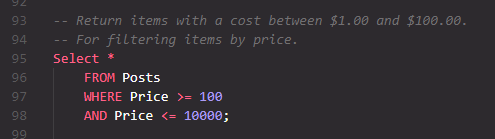 92
93 -- Return items with a cost between $1.00 and $100.00.
94 -- For filtering items by price.
95 Select *
96 FROM Posts
97 WHERE Price >= 100
98 AND Price <= 10000;
99